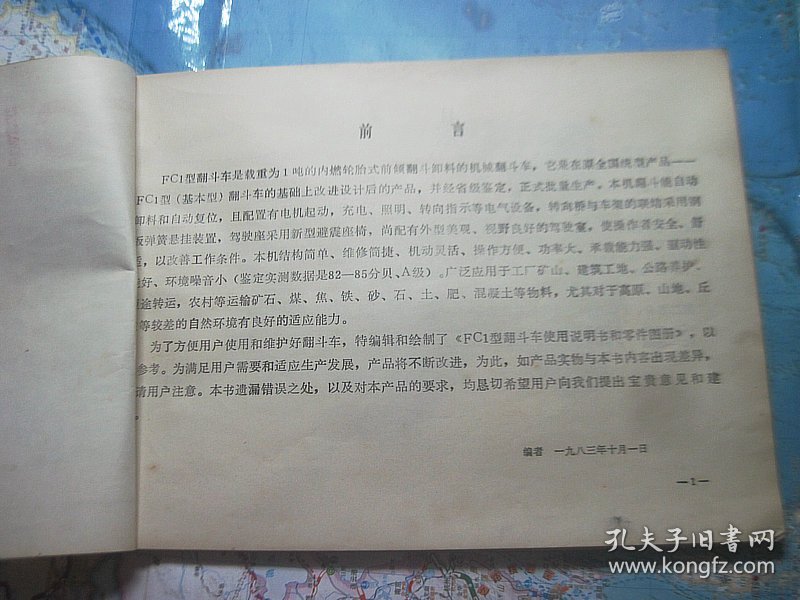 前 言
FC1型翻斗车是载重为1吨的内燃轮胎式前倾翻斗卸料的机械翻斗车，它是在原全国统型产品——
FC1型（基本型）翻斗车的基础上改进设计后的产品，并经省级鉴定，正式批量生产。本机翻斗能自动
卸料和自动复位，且配置有电机起动，充电、照明、转向指示等电气设备，转向桥与车架的联结采用钢
板弹簧悬挂装置，驾驶座采用新型避震座椅，尚配有外型美观、视野良好的驾驶室，使操作者安全、舒
适，以改善工作条件。本机结构简单、维修简捷、机动灵活、操作方便、功率大、承载能力强、驱动性
能好、环境噪音小（鉴定实测数据是82—85分贝、A级）。广泛应用于工厂矿山、建筑工地、公路养护、
短途转运，农村等运输矿石、煤、焦、铁、砂、石、土、肥、混凝土等物料，尤其对于高原、山地、丘
等较差的自然环境有良好的适应能力。
为了方便用户使用和维护好翻斗车，特编辑和绘制了《FC1型翻斗车使用说明书和零件图册》，以
参考。为满足用户需要和适应生产发展，产品将不断改进，为此，如产品实物与本书内容出现差异，
请用户注意。本书遗漏错误之处，以及对本产品的要求，均恳切希望用户向我们提出宝贵意见和建
。
编者 一九八三年十月一日
—1—
孔夫子旧书网
www.kongfz.com